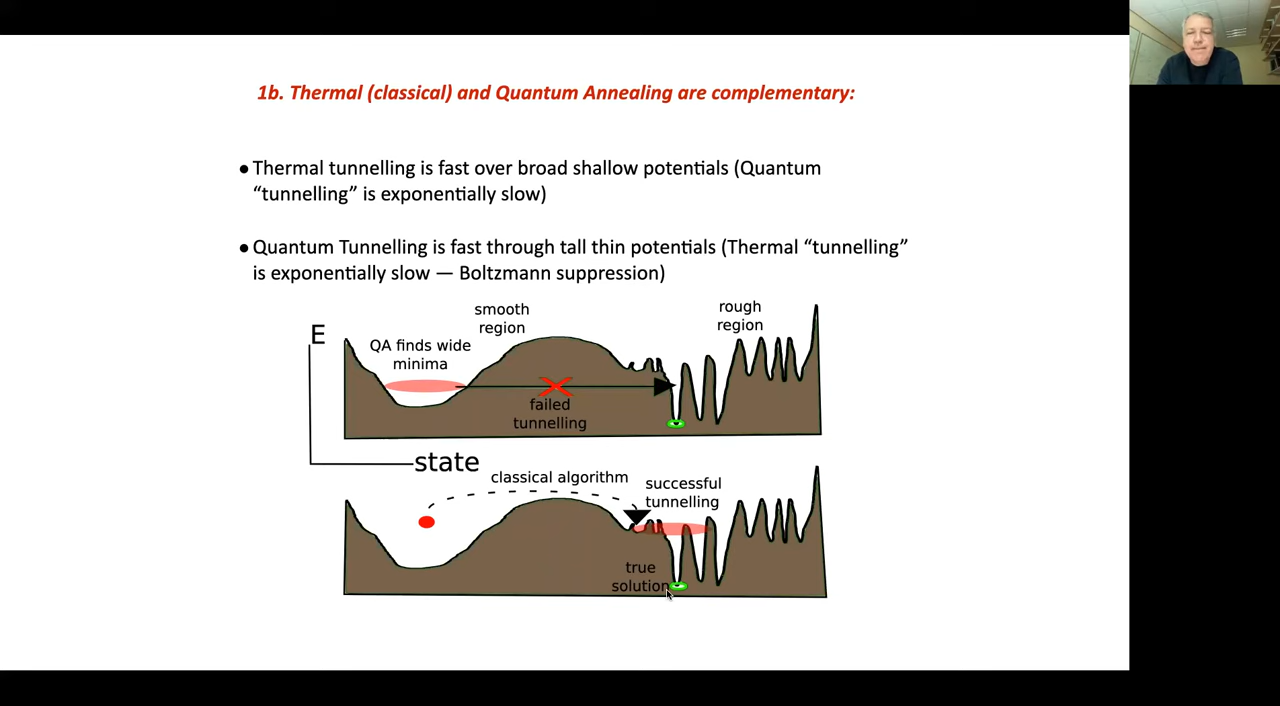 1b. Thermal (classical) and Quantum Annealing are complementary:
● Thermal tunnelling is fast over broad shallow potentials (Quantum
“tunnelling” is exponentially slow)
● Quantum Tunnelling is fast through tall thin potentials (Thermal “tunnelling”
is exponentially slow — Boltzmann suppression)
E
QA finds wide
minima
smooth
region
rough
region
failed
tunnelling
state
classical algorithm
successful
tunnelling
true
solution